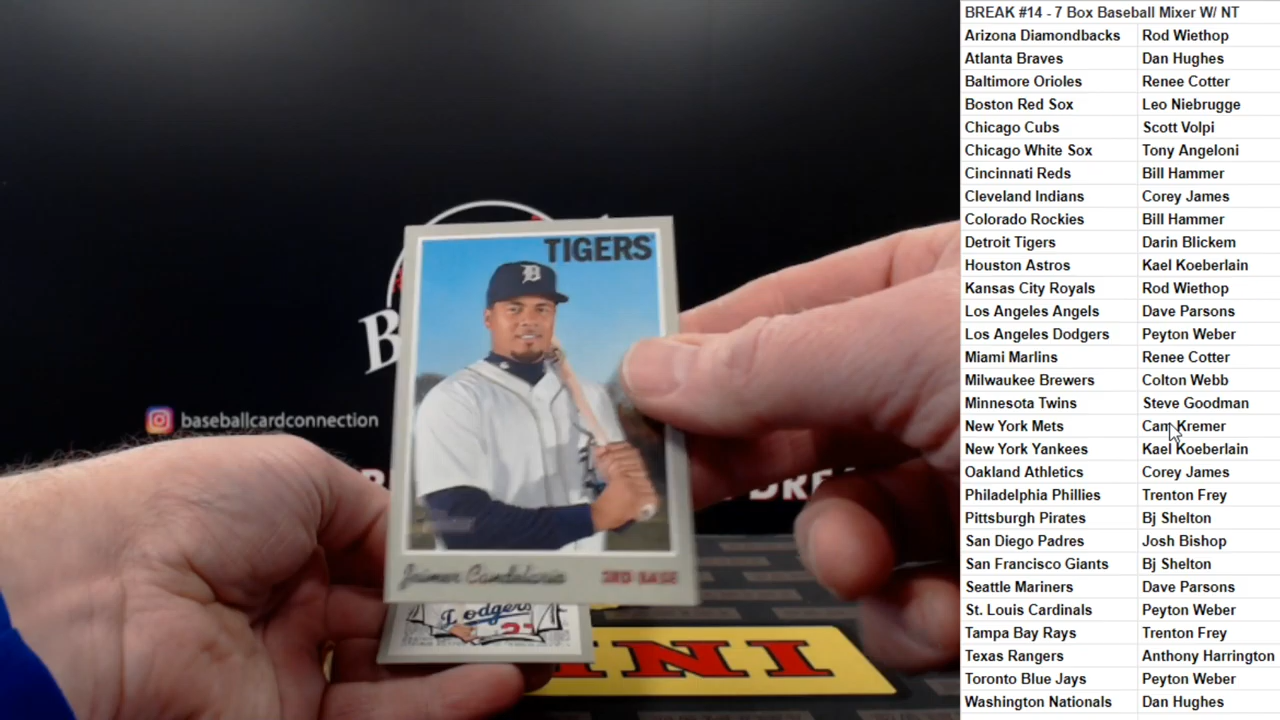 BREAK #14 - 7 Box Baseball Mixer W/ NT
Arizona Diamondbacks Rod Wiethop
Atlanta Braves Dan Hughes
Baltimore Orioles Renee Cotter
Boston Red Sox Leo Niebrugge
Chicago Cubs Scott Volpi
Chicago White Sox Tony Angeloni
Cincinnati Reds Bill Hammer
Cleveland Indians Corey James
Colorado Rockies Bill Hammer
Detroit Tigers Darin Blickem
Houston Astros Kael Koeberlain
Kansas City Royals Rod Wiethop
Los Angeles Angels Dave Parsons
Los Angeles Dodgers Peyton Weber
Miami Marlins Renee Cotter
Milwaukee Brewers Colton Webb
Minnesota Twins Steve Goodman
New York Mets Cam Kremer
New York Yankees Kael Koeberlain
Oakland Athletics Corey James
Philadelphia Phillies Trenton Frey
Pittsburgh Pirates Bj Shelton
San Diego Padres Josh Bishop
San Francisco Giants Bj Shelton
Seattle Mariners Dave Parsons
St. Louis Cardinals Peyton Weber
Tampa Bay Rays Trenton Frey
Texas Rangers Anthony Harrington
Toronto Blue Jays Peyton Weber
Washington Nationals Dan Hughes
TIGERS
Jeimer Candelario 3RD BASE
Dodgers
baseballcardconnection